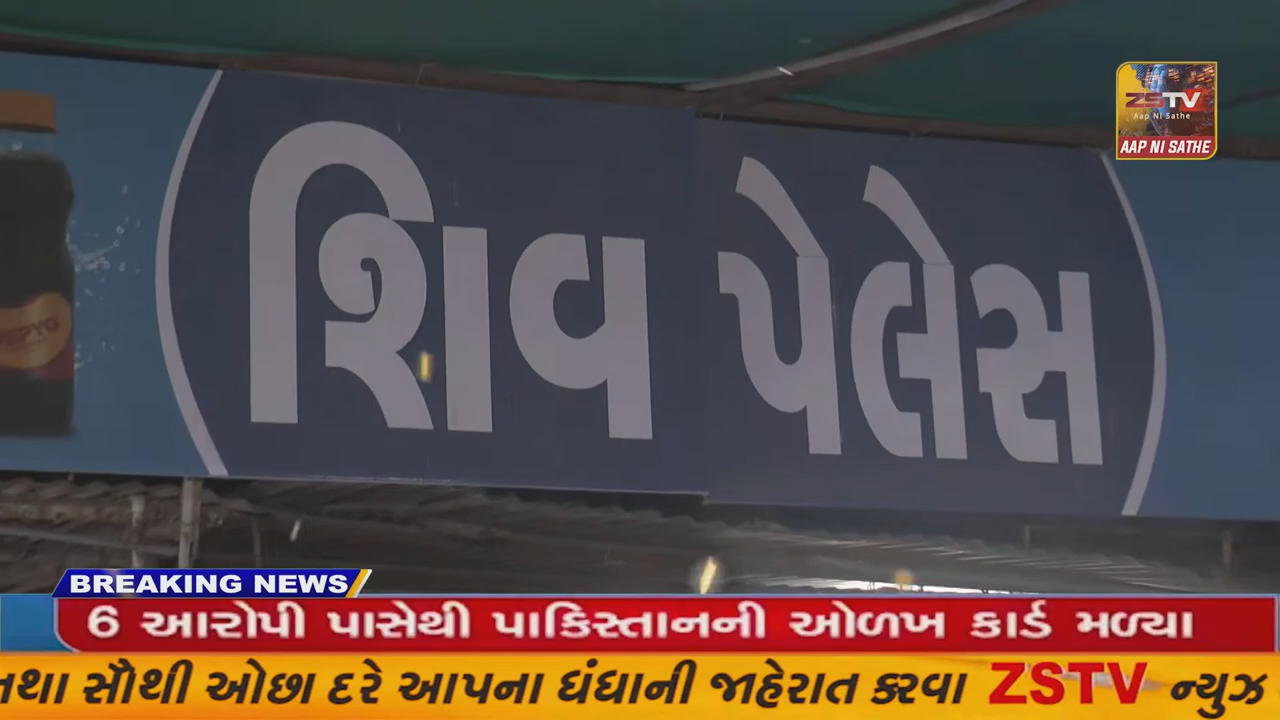 ZSTV
Aap Ni Sathe
AAP NI SATHE
શિવ પેલેસ
BREAKING NEWS
6 આરોપી પાસેથી પાકિસ્તાનની ઓળખ કાર્ડ મળ્યા
તથા સૌથી ઓછા દરે આપના ધંધાની જાહેરાત કરવા ZSTV ન્યુઝ